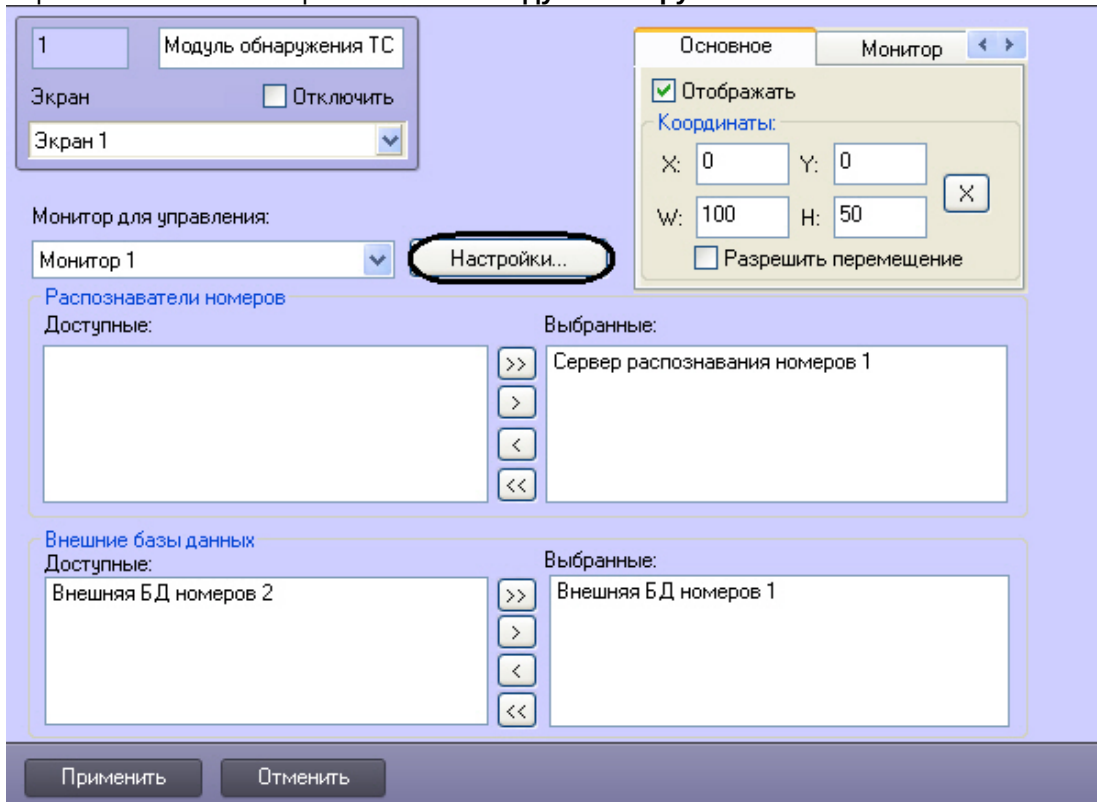 1
Модуль обнаружения ТС
Экран
Отключить
Экран 1
Основное
Монитор
Отображать
Координаты:
X: 0 Y: 0
X
W: 100 H: 50
Разрешить перемещение
Монитор для управления:
Монитор 1
Настройки...
Распознаватели номеров
Доступные:
Выбранные:
Сервер распознавания номеров 1
>>
>
<
<<
Внешние базы данных
Доступные:
Выбранные:
Внешняя БД номеров 2
Внешняя БД номеров 1
>>
>
<
<<
Применить
Отменить